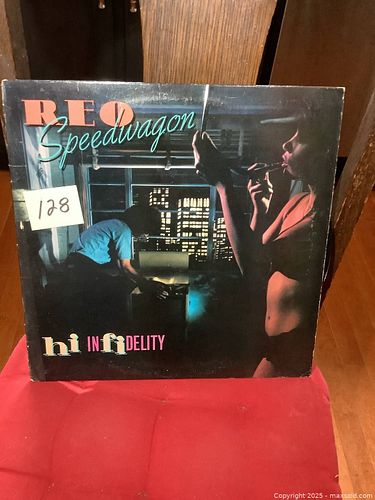 REO
Speedwagon
128
hi INfiDELITY
Copyright 2025 - maxsold.com